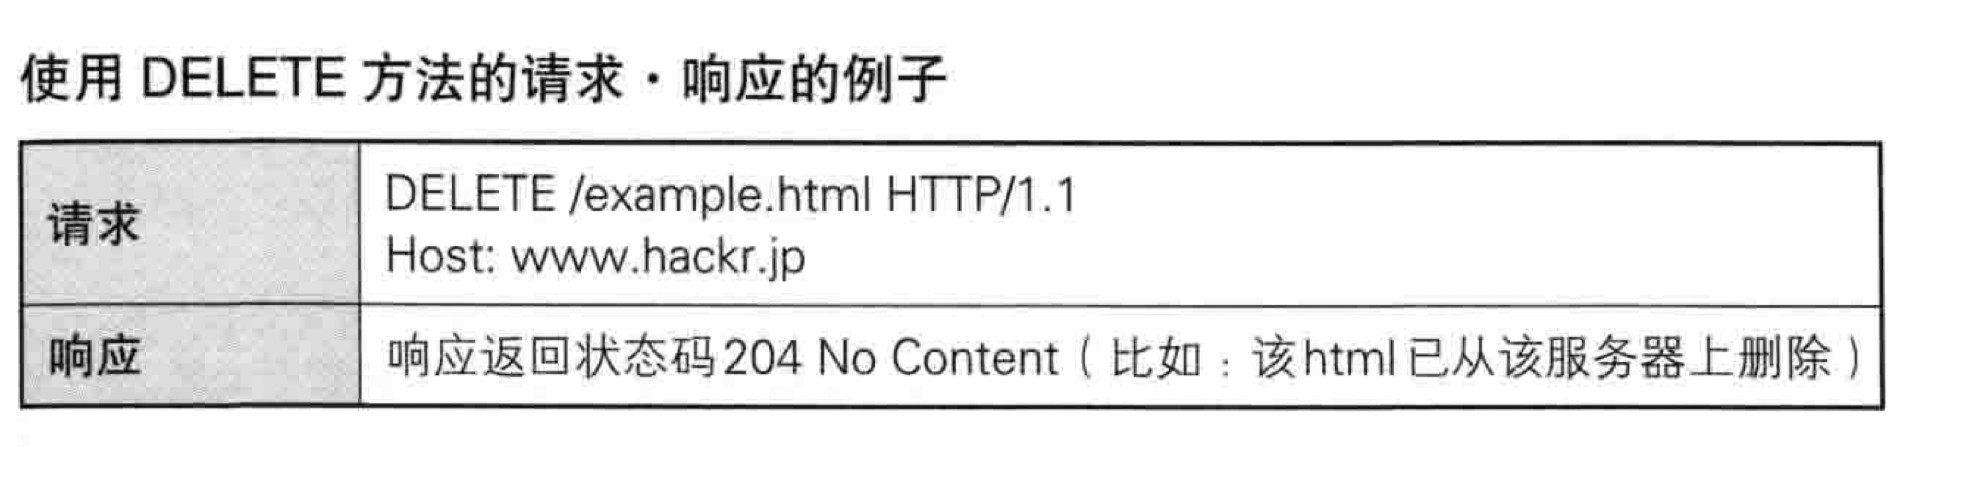 使用 DELETE 方法的请求・响应的例子
请求
DELETE /example.html HTTP/1.1
Host: www.hackr.jp
响应
响应返回状态码204 No Content（比如：该html已从该服务器上删除）